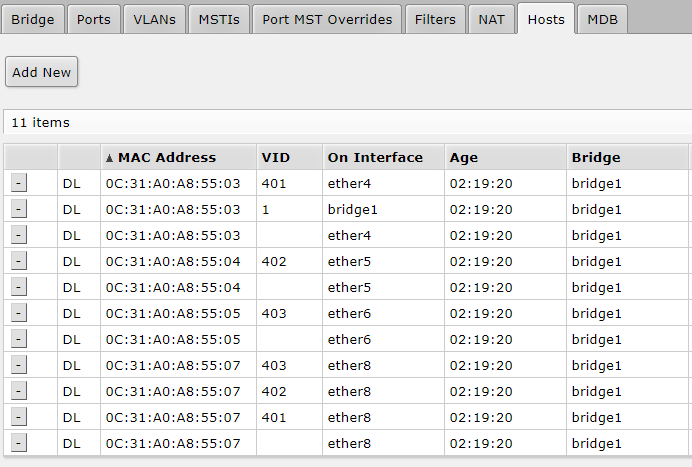 Bridge Ports VLANs MSTIs Port MST Overrides Filters NAT Hosts MDB
Add New
11 items
▲ MAC Address VID On Interface Age Bridge
- DL 0C:31:A0:A8:55:03 401 ether4 02:19:20 bridge1
- DL 0C:31:A0:A8:55:03 1 bridge1 02:19:20 bridge1
- DL 0C:31:A0:A8:55:03 ether4 02:19:20 bridge1
- DL 0C:31:A0:A8:55:04 402 ether5 02:19:20 bridge1
- DL 0C:31:A0:A8:55:04 ether5 02:19:20 bridge1
- DL 0C:31:A0:A8:55:05 403 ether6 02:19:20 bridge1
- DL 0C:31:A0:A8:55:05 ether6 02:19:20 bridge1
- DL 0C:31:A0:A8:55:07 403 ether8 02:19:20 bridge1
- DL 0C:31:A0:A8:55:07 402 ether8 02:19:20 bridge1
- DL 0C:31:A0:A8:55:07 401 ether8 02:19:20 bridge1
- DL 0C:31:A0:A8:55:07 ether8 02:19:20 bridge1